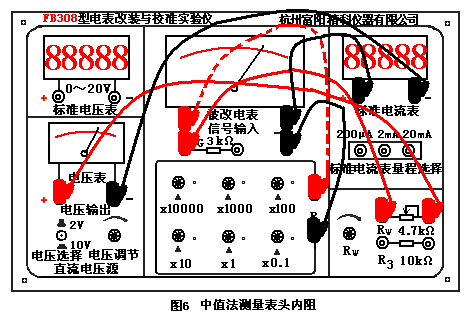 FB308型电表改装与校准实验仪
杭州富阳精科仪器有限公司
88888
88888
0～20V
标准电压表
被改电表
信号输入
G 3kΩ
标准电流表
200μA 2mA 20mA
标准电流表量程选择
电压表
电压输出
2V
10V
电压选择
电压调节
直流电压源
x10000
x1000
x100
x10
x1
x0.1
R
Rw
Rw 4.7kΩ
R3 10kΩ
图6 中值法测量表头内阻